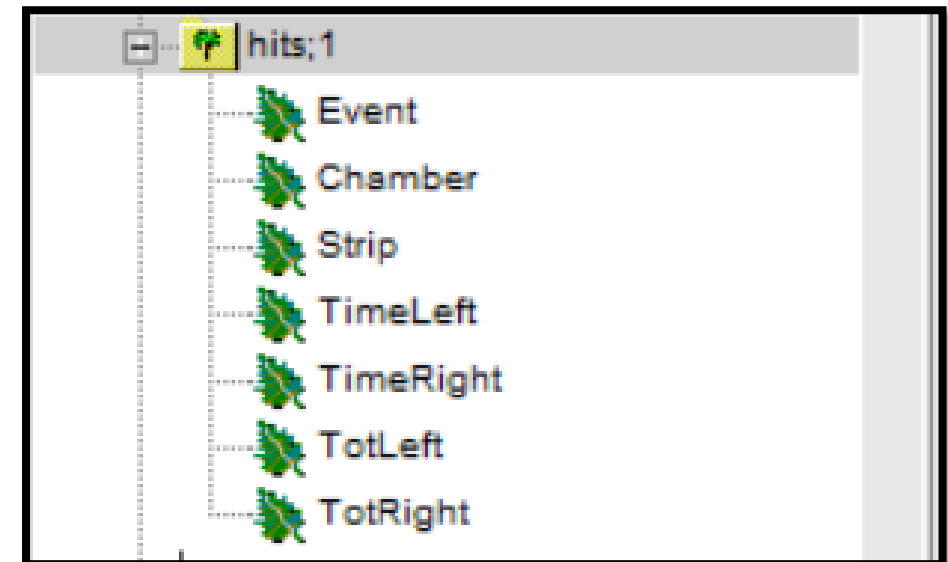 hits;1
Event
Chamber
Strip
TimeLeft
TimeRight
TotLeft
TotRight